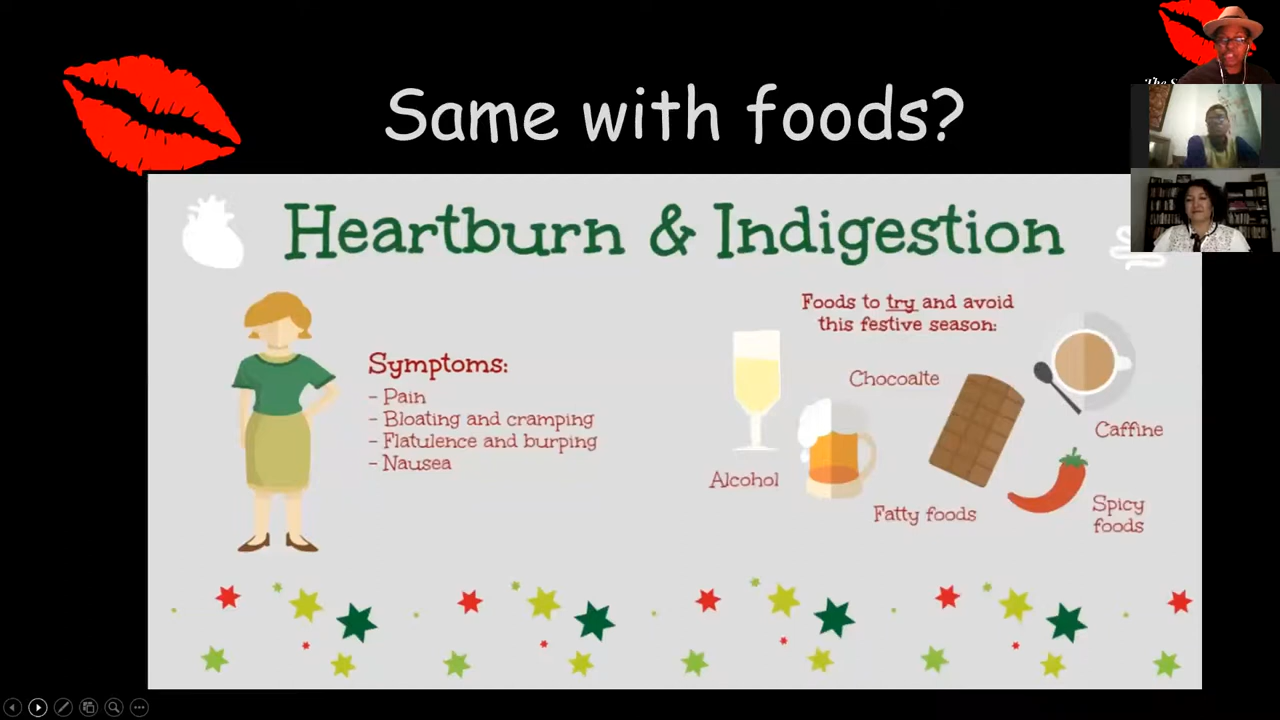 Same with foods?
Heartburn & Indigestion
Symptoms:
- Pain
- Bloating and cramping
- Flatulence and burping
- Nausea
Foods to try and avoid
this festive season:
Alcohol
Chocoalte
Fatty foods
Caffine
Spicy
foods
The